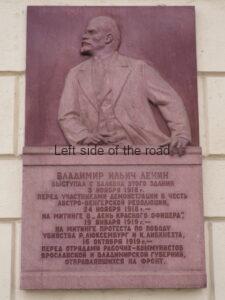 Left side of the road
ВЛАДИМИР ИЛЬИЧ ЛЕНИН
ВЫСТУПАЛ С БАЛКОНА ЭТОГО ЗДАНИЯ
3 НОЯБРЯ 1918 Г.
ПЕРЕД УЧАСТНИКАМИ ДЕМОНСТРАЦИИ В ЧЕСТЬ
АВСТРО-ВЕНГЕРСКОЙ РЕВОЛЮЦИИ,
24 НОЯБРЯ 1918 Г.—
НА МИТИНГЕ В „ДЕНЬ КРАСНОГО ОФИЦЕРА",
19 ЯНВАРЯ 1919 Г.—
НА МИТИНГЕ ПРОТЕСТА ПО ПОВОДУ
УБИЙСТВА Р. ЛЮКСЕМБУРГ И К. ЛИБКНЕХТА,
16 ОКТЯБРЯ 1919 Г.—
ПЕРЕД ОТРЯДАМИ РАБОЧИХ-КОММУНИСТОВ
ЯРОСЛАВСКОЙ И ВЛАДИМИРСКОЙ ГУБЕРНИЙ,
ОТПРАВЛЯВШИХСЯ НА ФРОНТ.